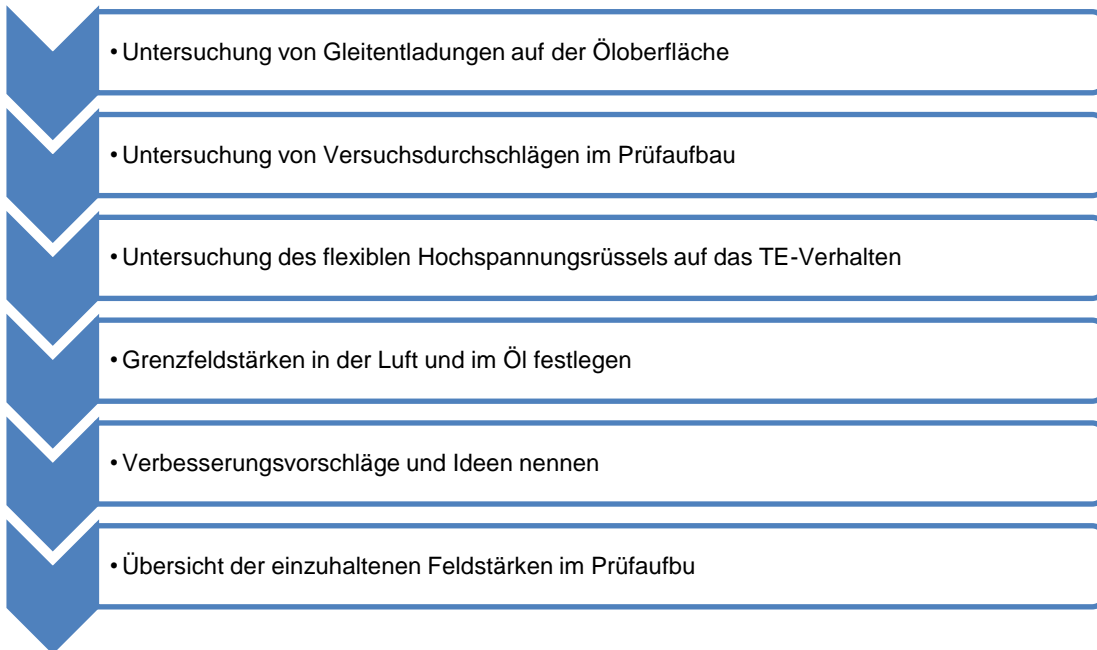 • Untersuchung von Gleitentladungen auf der Öloberfläche
• Untersuchung von Versuchsdurchschlägen im Prüfaufbau
• Untersuchung des flexiblen Hochspannungsrüssels auf das TE-Verhalten
• Grenzfeldstärken in der Luft und im Öl festlegen
• Verbesserungsvorschläge und Ideen nennen
• Übersicht der einzuhaltenen Feldstärken im Prüfaufbu